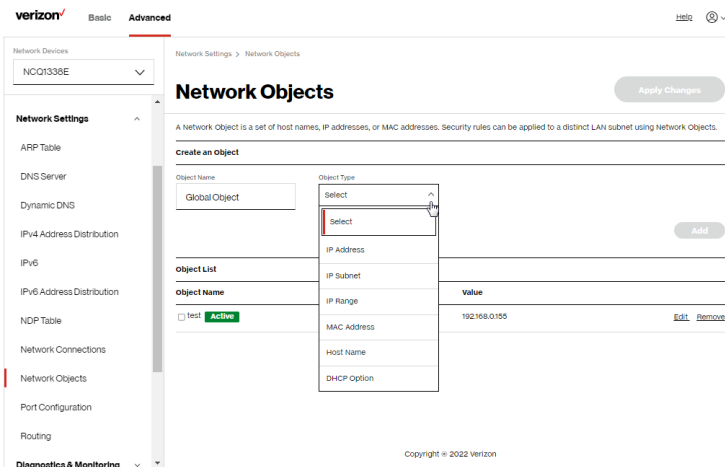 verizon✓
Basic
Advanced
Help
Network Devices
NCQ1338E
Network Settings
ARP Table
DNS Server
Dynamic DNS
IPv4 Address Distribution
IPv6
IPv6 Address Distribution
NDP Table
Network Connections
Network Objects
Port Configuration
Routing
Diagnostics & Monitoring
Network Settings > Network Objects
Network Objects
Apply Changes
A Network Object is a set of host names, IP addresses, or MAC addresses. Security rules can be applied to a distinct LAN subnet using Network Objects.
Create an Object
Object Name
Global Object
Object Type
Select
Select
IP Address
IP Subnet
IP Range
MAC Address
Host Name
DHCP Option
Add
Object List
Object Name
Value
test Active
192.168.0.155
Edit Remove
Copyright © 2022 Verizon